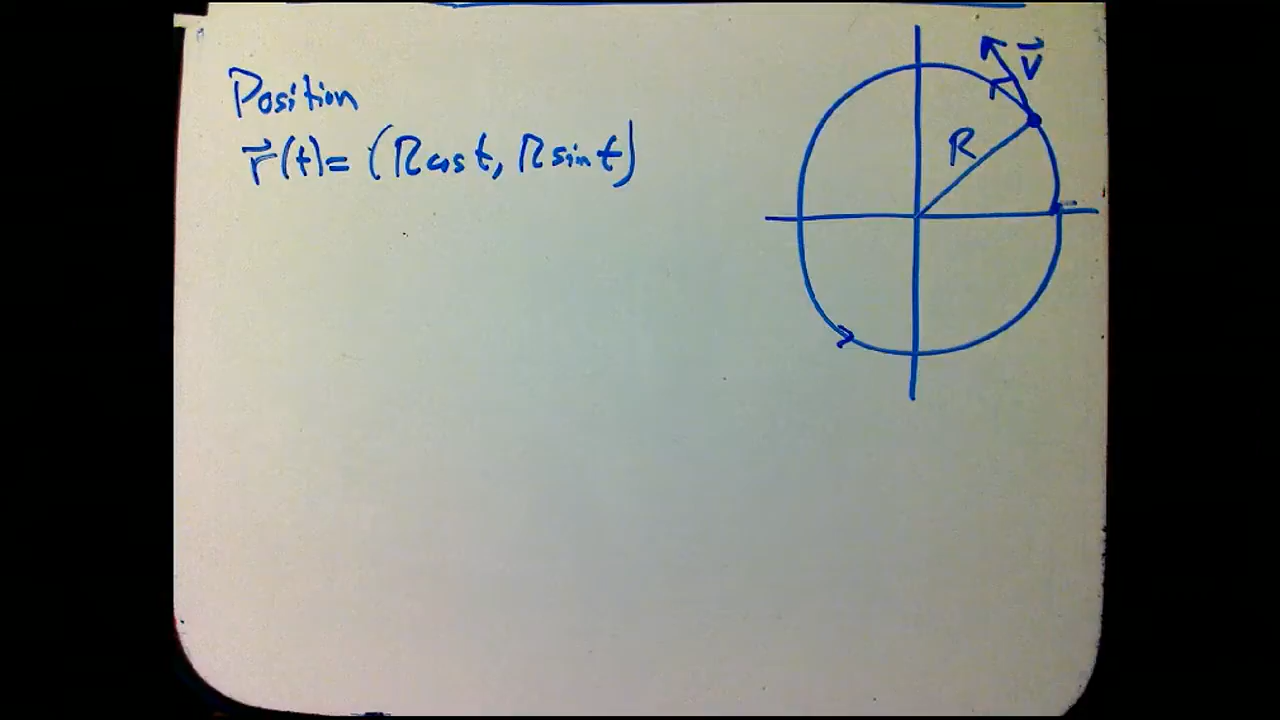 Position
r⃗(t)= (R cos t, R sin t)
v⃗
R